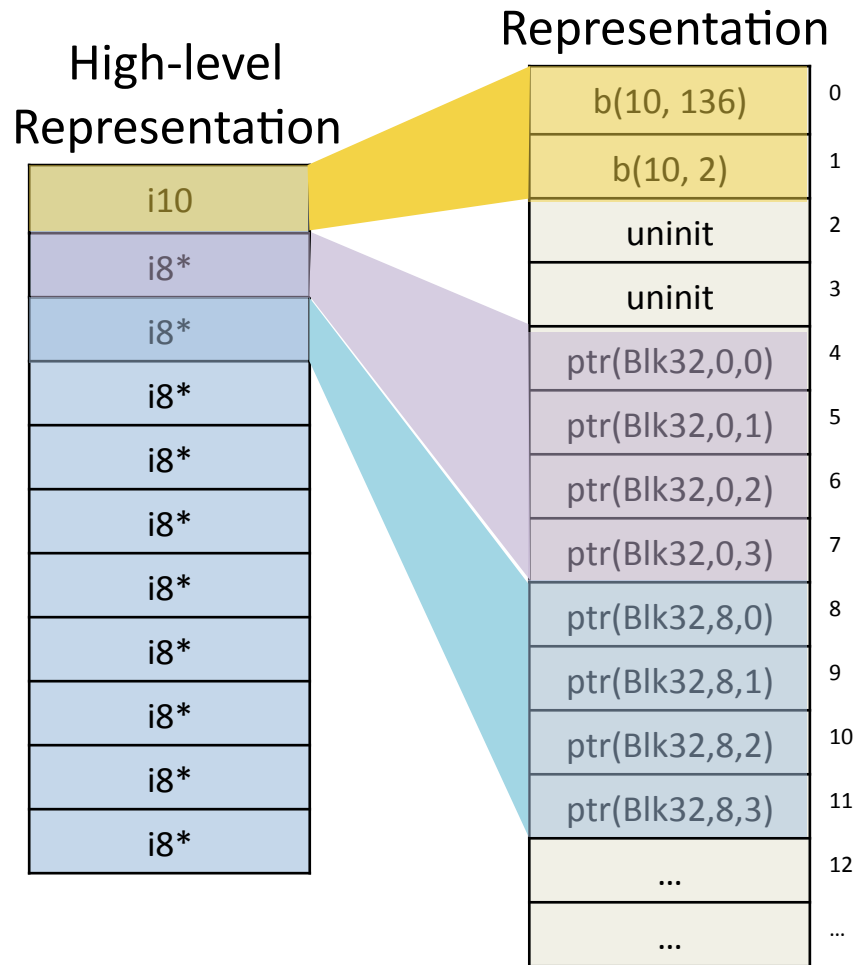 High-level
Representation
i10
i8*
i8*
i8*
i8*
i8*
i8*
i8*
i8*
i8*
i8*
Representation
b(10, 136) 0
b(10, 2) 1
uninit 2
uninit 3
ptr(Blk32,0,0) 4
ptr(Blk32,0,1) 5
ptr(Blk32,0,2) 6
ptr(Blk32,0,3) 7
ptr(Blk32,8,0) 8
ptr(Blk32,8,1) 9
ptr(Blk32,8,2) 10
ptr(Blk32,8,3) 11
... 12
... ...